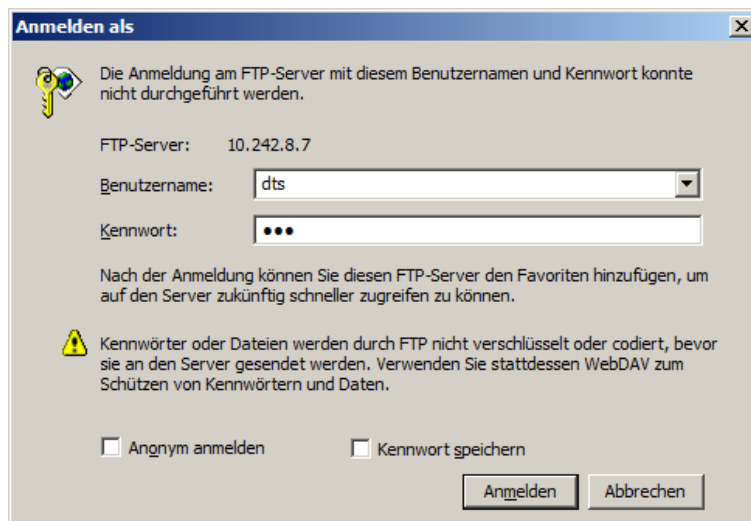 Anmelden als
Die Anmeldung am FTP-Server mit diesem Benutzernamen und Kennwort konnte
nicht durchgeführt werden.
FTP-Server: 10.242.8.7
Benutzername: dts
Kennwort: •••
Nach der Anmeldung können Sie diesen FTP-Server den Favoriten hinzufügen, um
auf den Server zukünftig schneller zugreifen zu können.
Kennwörter oder Dateien werden durch FTP nicht verschlüsselt oder codiert, bevor
sie an den Server gesendet werden. Verwenden Sie stattdessen WebDAV zum
Schützen von Kennwörtern und Daten.
Anonym anmelden Kennwort speichern
Anmelden Abbrechen